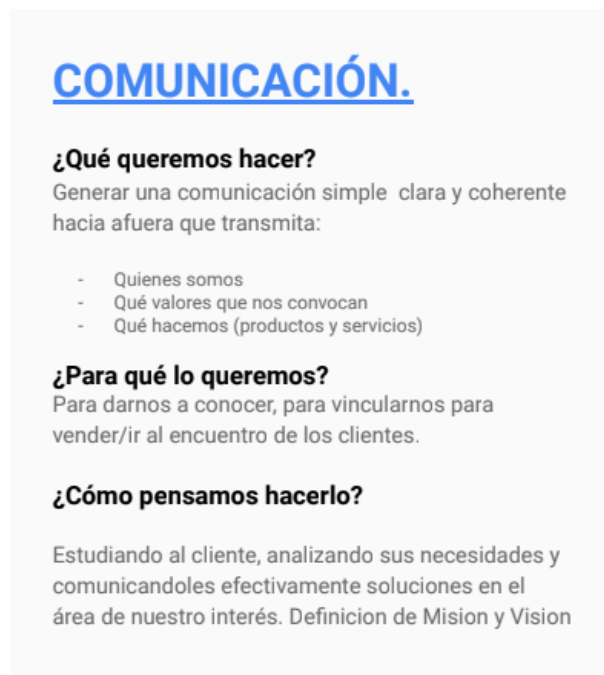 COMUNICACIÓN.
¿Qué queremos hacer?
Generar una comunicación simple  clara y coherente
hacia afuera que transmita:
- Quienes somos
- Qué valores que nos convocan
- Qué hacemos (productos y servicios)
¿Para qué lo queremos?
Para darnos a conocer, para vincularnos para
vender/ir al encuentro de los clientes.
¿Cómo pensamos hacerlo?
Estudiando al cliente, analizando sus necesidades y
comunicandoles efectivamente soluciones en el
área de nuestro interés. Definicion de Mision y Vision